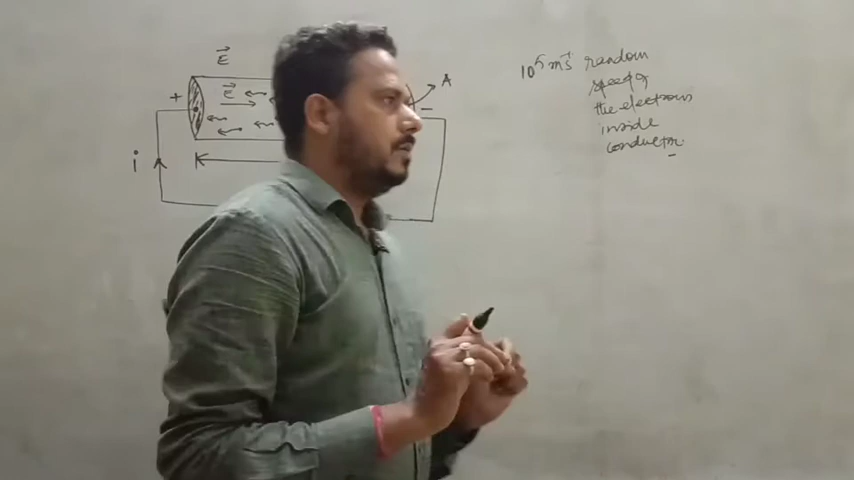 E⃗
E⃗
+
A
−
i
10⁵ ms⁻¹ random
speed of
the electrons
inside
conductor.